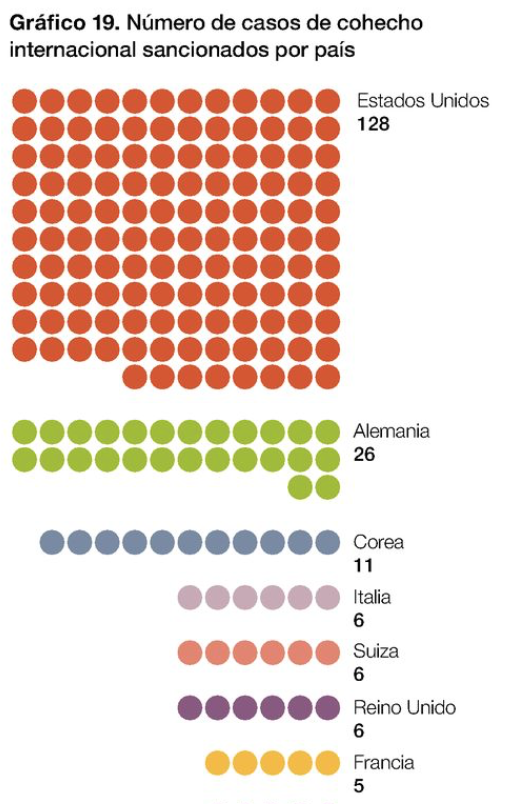 Gráfico 19. Número de casos de cohecho
internacional sancionados por país
Estados Unidos
128
Alemania
26
Corea
11
Italia
6
Suiza
6
Reino Unido
6
Francia
5